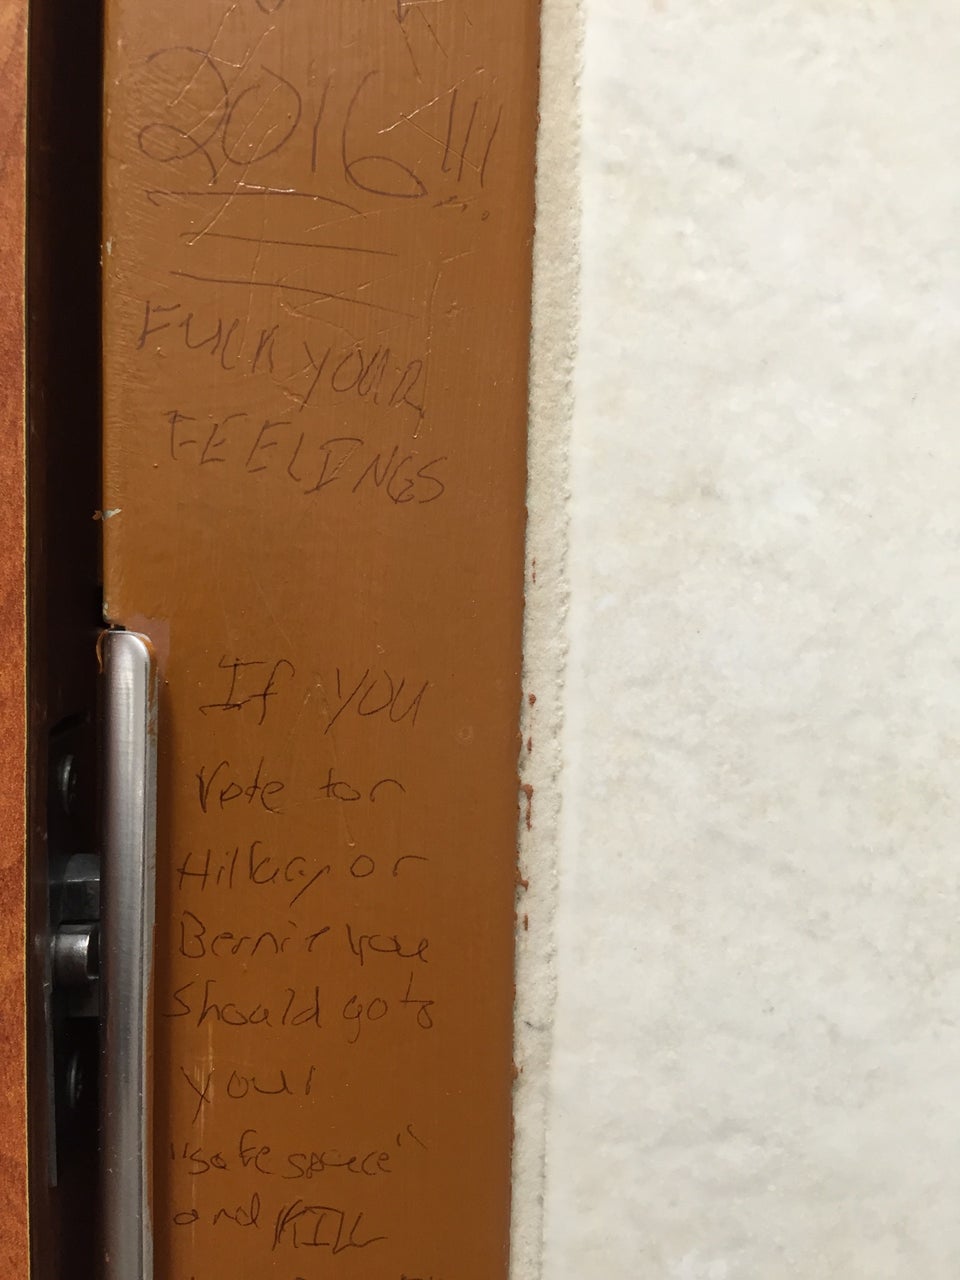 2016!!!
FUCK YOUR
FEELINGS
If you
Vote for
Hillary or
Bernie you
should go to
your
"safe space"
and KILL